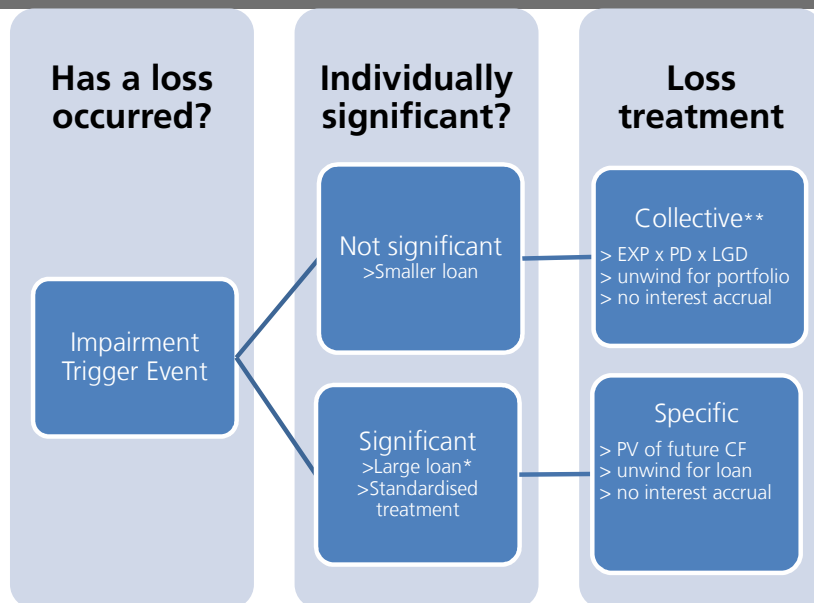 Has a loss
occurred?
Individually
significant?
Loss
treatment
Impairment
Trigger Event
Not significant
>Smaller loan
Significant
>Large loan*
>Standardised
treatment
Collective**
> EXP x PD x LGD
> unwind for portfolio
> no interest accrual
Specific
> PV of future CF
> unwind for loan
> no interest accrual